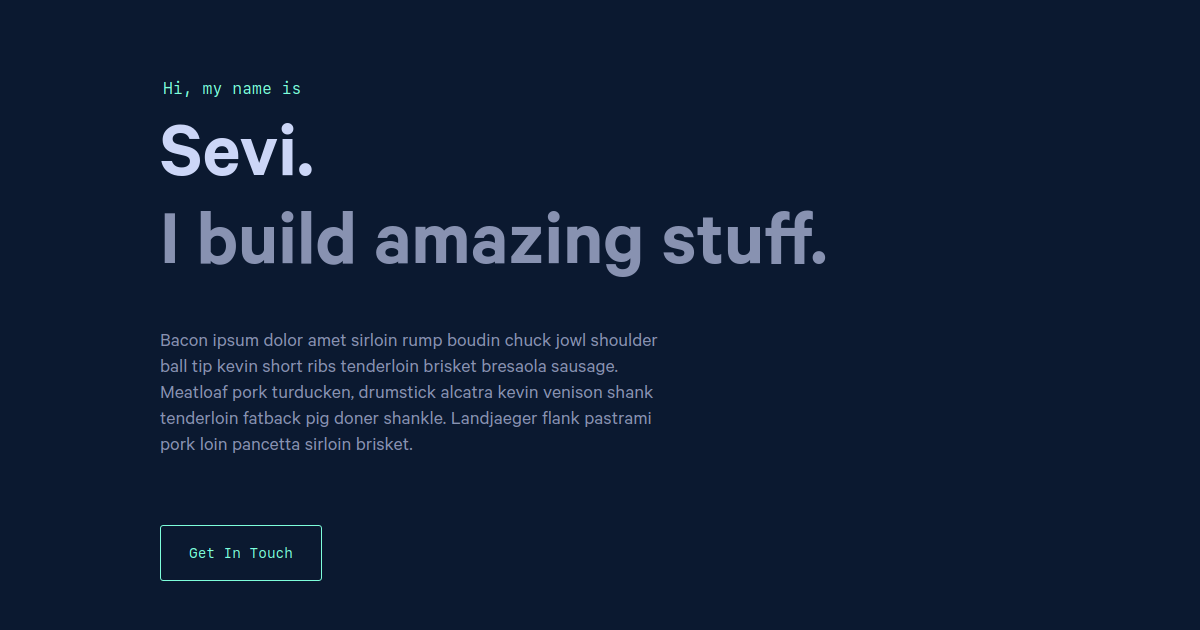 Hi, my name is
Sevi.
I build amazing stuff.
Bacon ipsum dolor amet sirloin rump boudin chuck jowl shoulder
ball tip kevin short ribs tenderloin brisket bresaola sausage.
Meatloaf pork turducken, drumstick alcatra kevin venison shank
tenderloin fatback pig doner shankle. Landjaeger flank pastrami
pork loin pancetta sirloin brisket.
Get In Touch